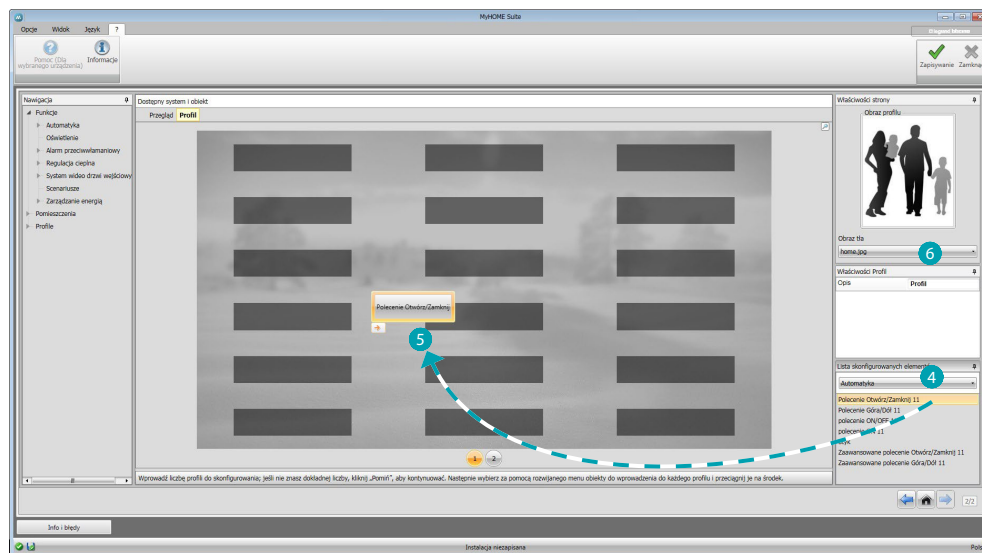 MyHOME Suite
Opcje Widok Język ?
Pomoc (Dla
wybranego urządzenia)
Informacje
Zapisywanie
Nawigacja
Funkcje
Automatyka
Oświetlenie
Alarm przeciwwłamaniowy
Regulacja cieplna
System wideo drzwi wejściowy
Scenariusze
Zarządzanie energią
Pomieszczenia
Profile
Dostępny system i obiekt
Przegląd Profil
Polecenie Otwórz/Zamknij
5
1 2
Wprowadź liczbę profili do skonfigurowania; jeśli nie znasz dokładnej liczby, kliknij „Pomiń”, aby kontynuować. Następnie wybierz za pomocą rozwijanego menu obiekty do wprowadzenia do każdego profilu i przeciągnij je na środek.
Właściwości strony
Obraz profilu
Obraz tła
home.jpg
6
Właściwości Profil
Opis Profil
Lista skonfigurowanych
4
Automatyka
Polecenie Otwórz/Zamknij 11
Polecenie Góra/Dół 11
polecenie ON/OFF
polecenie
Zaawansowane polecenie Otwórz/Zamknij 11
Zaawansowane polecenie Góra/Dół 11
2/2
Info i błędy
Instalacja niezapisana